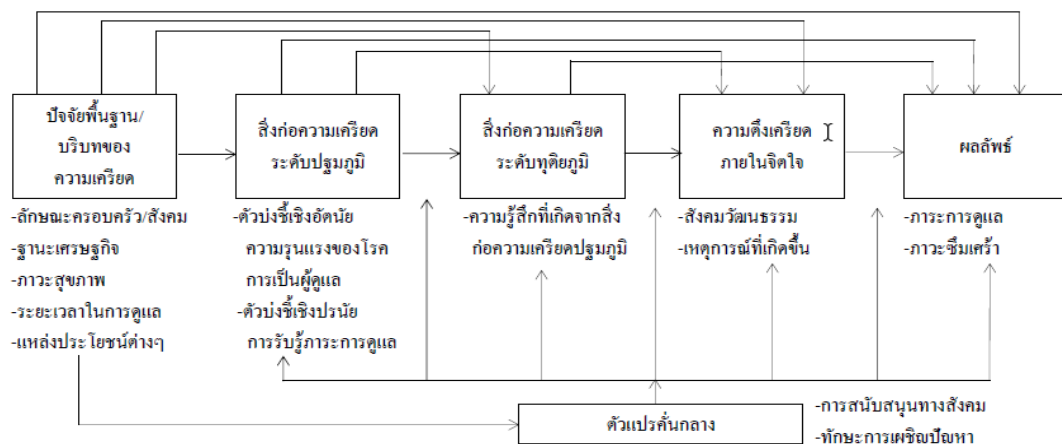 ปัจจัยพื้นฐาน/
บริบทของ
ความเครียด
-ลักษณะครอบครัว/สังคม
-ฐานะเศรษฐกิจ
-ภาวะสุขภาพ
-ระยะเวลาในการดูแล
-แหล่งประโยชน์ต่างๆ
สิ่งก่อความเครียด
ระดับปฐมภูมิ
-ตัวบ่งชี้เชิงอัตนัย
ความรุนแรงของโรค
การเป็นผู้ดูแล
-ตัวบ่งชี้เชิงปรนัย
การรับรู้ภาระการดูแล
สิ่งก่อความเครียด
ระดับทุติยภูมิ
-ความรู้สึกที่เกิดจากสิ่ง
ก่อความเครียดปฐมภูมิ
ความตึงเครียด
ภายในจิตใจ
-สังคมวัฒนธรรม
-เหตุการณ์ที่เกิดขึ้น
ผลลัพธ์
-ภาระการดูแล
-ภาวะซึมเศร้า
ตัวแปรคั่นกลาง
-การสนับสนุนทางสังคม
-ทักษะการเผชิญปัญหา